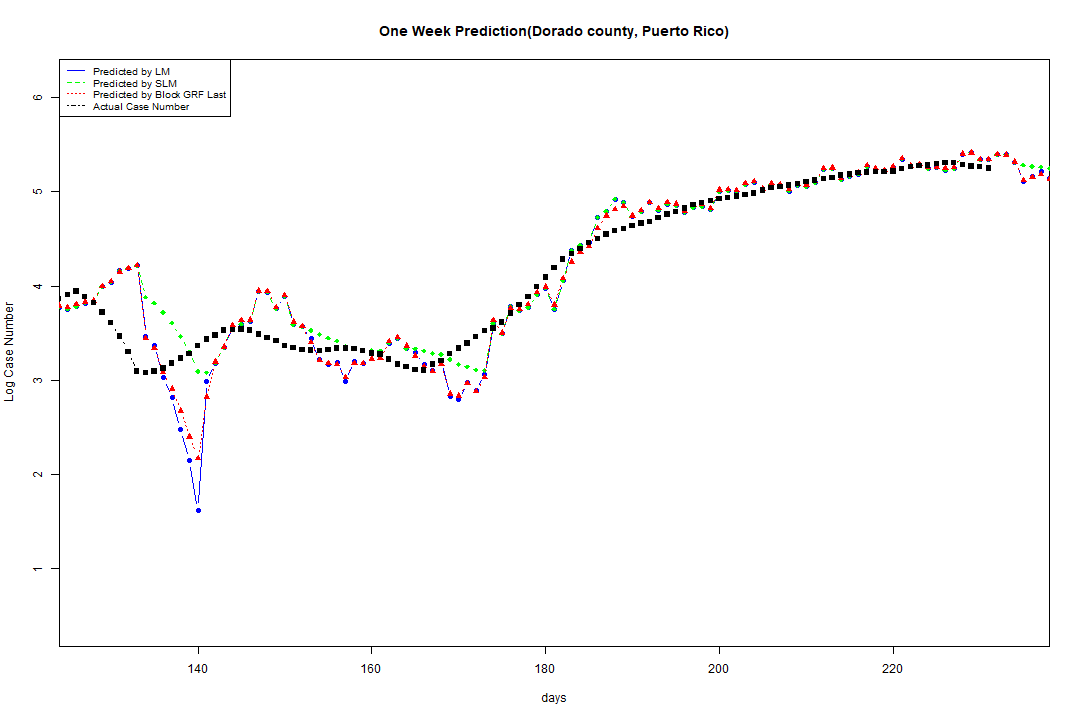 One Week Prediction(Dorado county, Puerto Rico)
Predicted by LM
Predicted by SLM
Predicted by Block GRF Last
Actual Case Number
6
5
4
3
2
1
Log Case Number
140 160 180 200 220
days